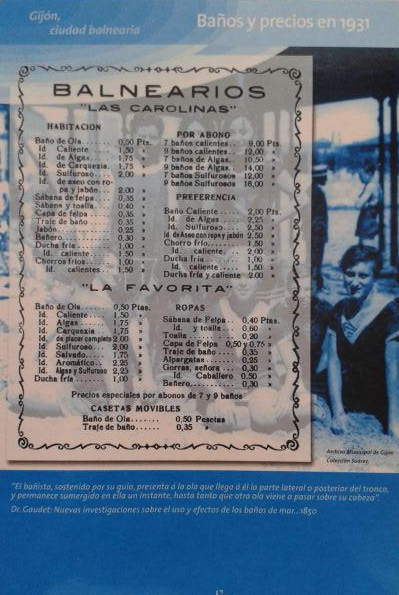 Gijón,
ciudad balnearia
Baños y precios en 1931
BALNEARIOS
"LAS CAROLINAS"
HABITACION
Baño de Ola....... 0,50 Pts.
Id. Caliente..... 1,50 »
Id. de Algas.... 1,75 »
Id. de Carquexia. 1,75 »
Id. Sulfuroso.... 2,00 »
Id. de aseo con ro-
pa y jabón 2.00 »
Sábana de felpa.. 0,35 »
Sábana y toalla.. 0,40 »
Capa de felpa.... 0,35 »
Traje de baño.... 0,35 »
Jabón............ 0,25 »
Bañero........... 0,30 »
Ducha fría....... 1,00 »
Id. caliente.. 1,50 »
Chorros fríos.... 1,00 »
Id. calientes.. 1,50 »
POR ABONO
7 baños calientes.. 9,00 Pts.
9 baños calientes.. 12,00 »
7 baños de Algas.. 10,50 »
9 baños de Algas.. 14,00 »
7 baños Sulfurosos 12,00 »
9 baños Sulfurosos 16,00 »
PREFERENCIA
Baño Caliente..... 2,00 Pts.
Id. de Algas.... 2,25 »
Id. Sulfuroso... 2,50 »
Id. de Aseo con ropa y jabón 2,50 »
Chorro frío....... 1,50 »
Id. caliente.... 2,00 »
Ducha fría........ 1,00 »
Id. caliente.... 1,50 »
Ducha fría y caliente 2,00 »
"LA FAVORITA"
Baño de Ola....... 0,50 Ptas.
Id. Caliente..... 1,50 »
Id. Algas....... 1,75 »
Id. Carquexia... 1,75 »
Id. de placer completo 2.00 »
Id. Sulfuroso... 2,00 »
Id. Salvado..... 1,75 »
Id. Aromático... 2,25 »
Id. Algas y Sulfuroso 2,25 »
Ducha fría....... 1,00 »
ROPAS
Sábana de Felpa.. 0,40 Ptas.
Id. y toalla.. 0,60 »
Toalla........... 0,20 »
Capa de Felpa 0,50 y 0,75 »
Traje de baño.... 0,35 »
Alpargatas....... 0,25 »
Gorras, señora... 0,30 »
Id. Caballero 0.50 »
Bañero........... 0,30 »
Precios especiales por abonos de 7 y 9 baños
CASETAS MOVIBLES
Baño de Ola...... 0,50 Pesetas
Traje de baño..... 0,35 »
Archivo Municipal de Gijón
Colección Suárez
"El bañista, sostenido por su guía, presenta á la ola que llega á él la parte lateral o posterior del tronco,
y permanece sumergido en ella un instante, hasta tanto que otra ola viene a pasar sobre su cabeza".
Dr. Gaudet: Nuevas investigaciones sobre el uso y efectos de los baños de mar...1850